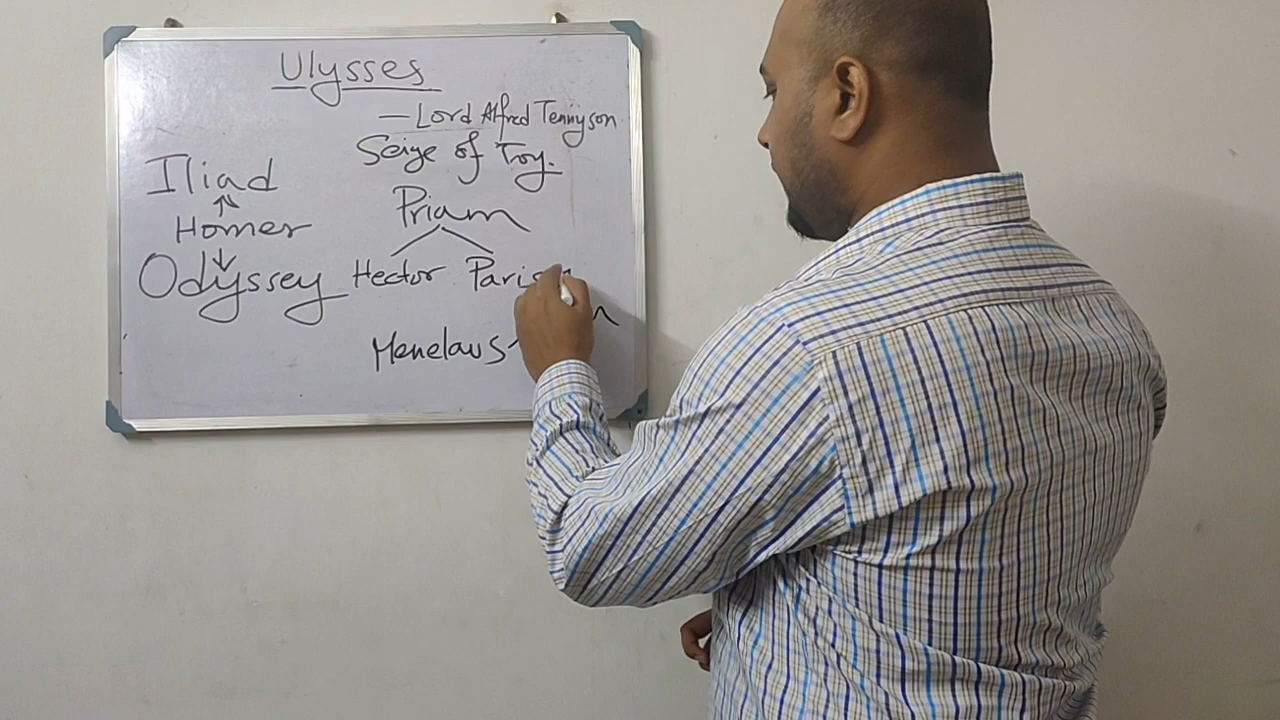 Ulysses
— Lord Alfred Tennyson
Seige of Troy.
Iliad
Priam
Homer
Odyssey Hector Paris
Menelaus